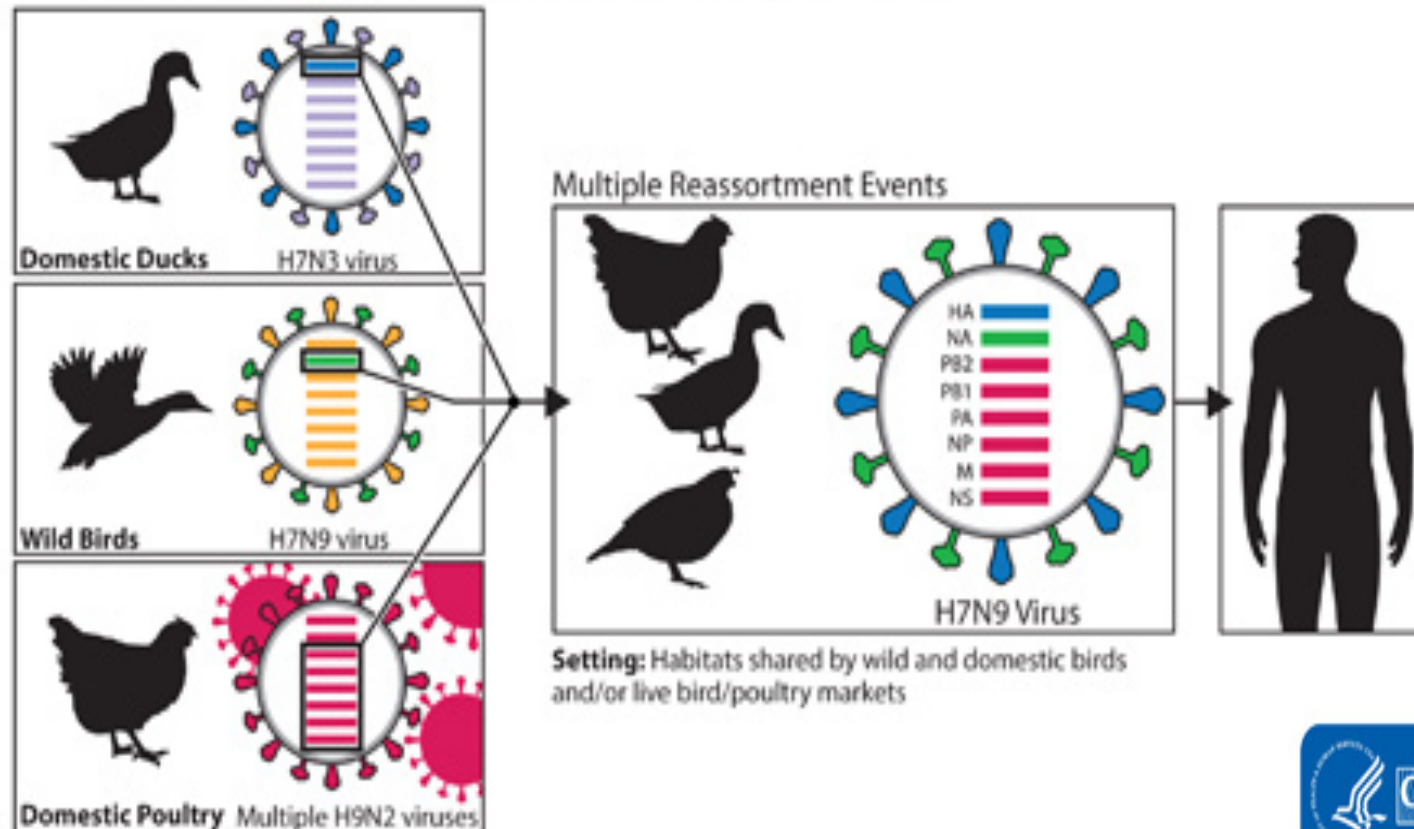 Domestic Ducks
H7N3 virus
Wild Birds
H7N9 virus
Domestic Poultry
Multiple H9N2 viruses
Multiple Reassortment Events
HA
NA
PB2
PB1
PA
NP
M
NS
H7N9 Virus
Setting: Habitats shared by wild and domestic birds
and/or live bird/poultry markets